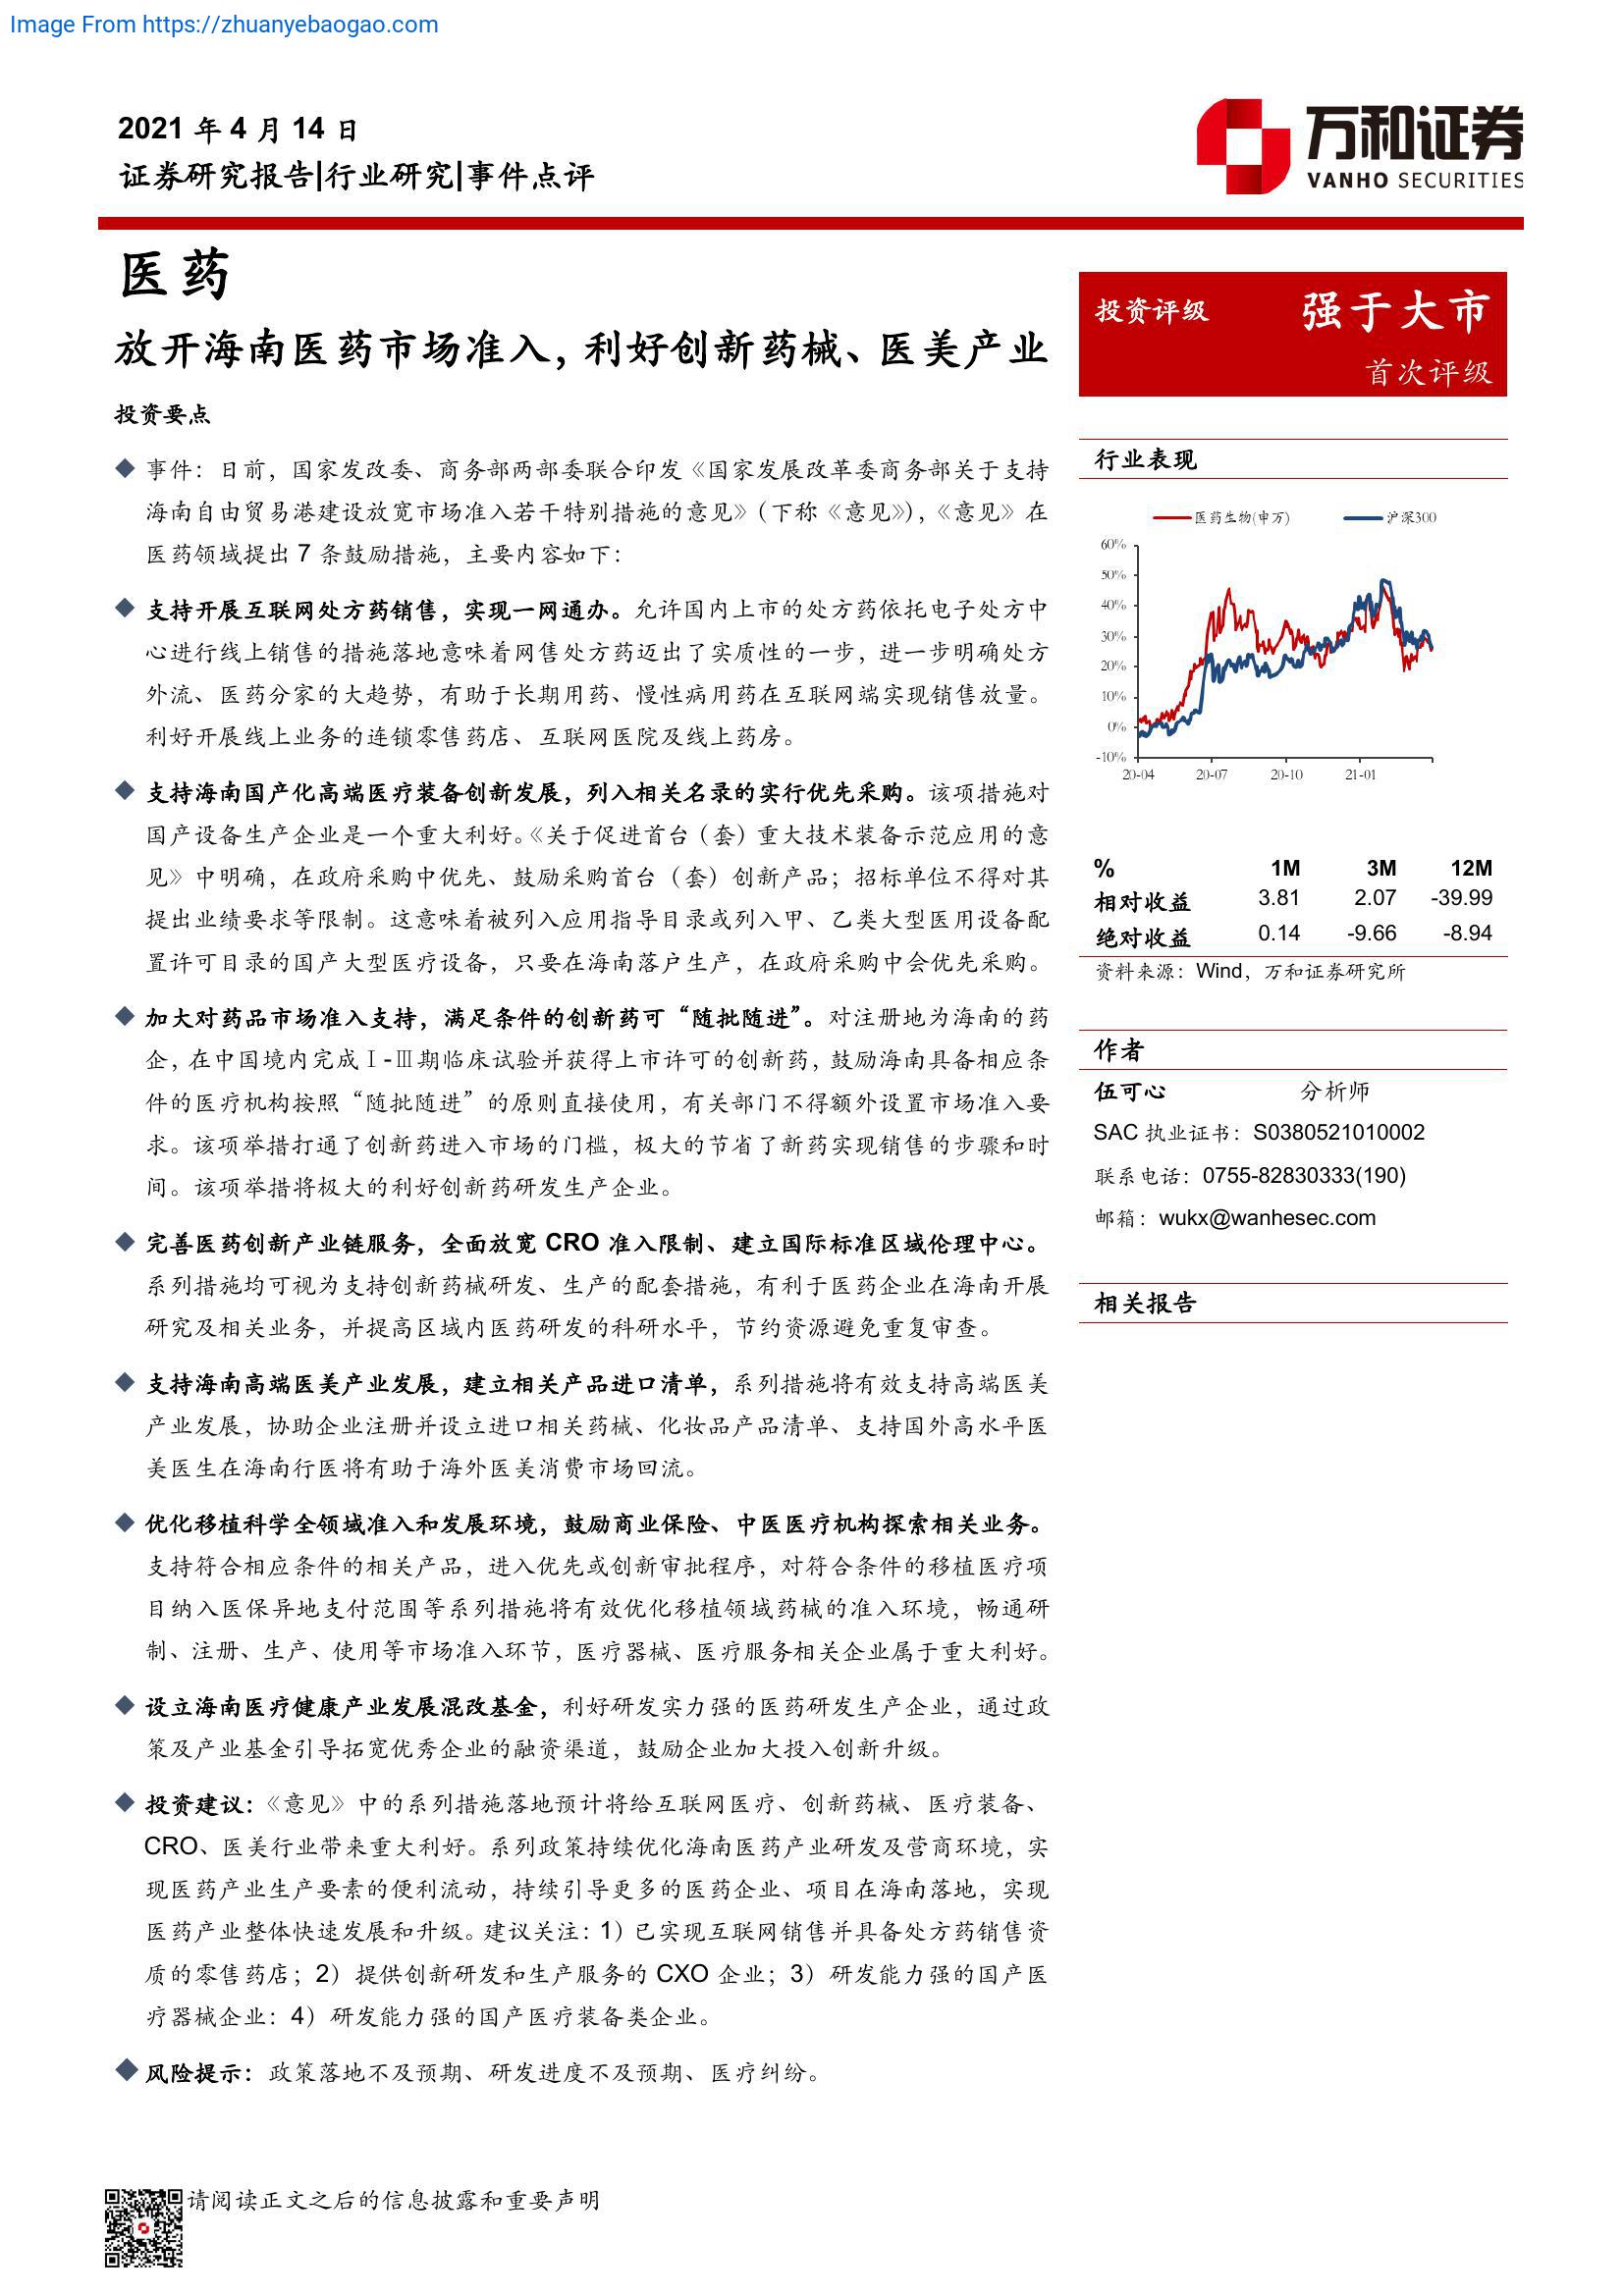 Image From https://zhuanyebaogao.com
2021 年 4 月 14 日
证券研究报告|行业研究|事件点评
万和证券
VANHO SECURITIES
医药
放开海南医药市场准入，利好创新药械、医美产业
投资要点
◆ 事件：日前，国家发改委、商务部两部委联合印发《国家发展改革委商务部关于支持
海南自由贸易港建设放宽市场准入若干特别措施的意见》（下称《意见》），《意见》在
医药领域提出 7 条鼓励措施，主要内容如下：
◆ 支持开展互联网处方药销售，实现一网通办。允许国内上市的处方药依托电子处方中
心进行线上销售的措施落地意味着网售处方药迈出了实质性的一步，进一步明确处方
外流、医药分家的大趋势，有助于长期用药、慢性病用药在互联网端实现销售放量。
利好开展线上业务的连锁零售药店、互联网医院及线上药房。
◆ 支持海南国产化高端医疗装备创新发展，列入相关名录的实行优先采购。该项措施对
国产设备生产企业是一个重大利好。《关于促进首台（套）重大技术装备示范应用的意
见》中明确，在政府采购中优先、鼓励采购首台（套）创新产品；招标单位不得对其
提出业绩要求等限制。这意味着被列入应用指导目录或列入甲、乙类大型医用设备配
置许可目录的国产大型医疗设备，只要在海南落户生产，在政府采购中会优先采购。
◆ 加大对药品市场准入支持，满足条件的创新药可“随批随进”。对注册地为海南的药
企，在中国境内完成Ⅰ-Ⅲ期临床试验并获得上市许可的创新药，鼓励海南具备相应条
件的医疗机构按照“随批随进”的原则直接使用，有关部门不得额外设置市场准入要
求。该项举措打通了创新药进入市场的门槛，极大的节省了新药实现销售的步骤和时
间。该项举措将极大的利好创新药研发生产企业。
◆ 完善医药创新产业链服务，全面放宽 CRO 准入限制、建立国际标准区域伦理中心。
系列措施均可视为支持创新药械研发、生产的配套措施，有利于医药企业在海南开展
研究及相关业务，并提高区域内医药研发的科研水平，节约资源避免重复审查。
◆ 支持海南高端医美产业发展，建立相关产品进口清单，系列措施将有效支持高端医美
产业发展，协助企业注册并设立进口相关药械、化妆品产品清单、支持国外高水平医
美医生在海南行医将有助于海外医美消费市场回流。
◆ 优化移植科学全领域准入和发展环境，鼓励商业保险、中医医疗机构探索相关业务。
支持符合相应条件的相关产品，进入优先或创新审批程序，对符合条件的移植医疗项
目纳入医保异地支付范围等系列措施将有效优化移植领域药械的准入环境，畅通研
制、注册、生产、使用等市场准入环节，医疗器械、医疗服务相关企业属于重大利好。
◆ 设立海南医疗健康产业发展混改基金，利好研发实力强的医药研发生产企业，通过政
策及产业基金引导拓宽优秀企业的融资渠道，鼓励企业加大投入创新升级。
◆ 投资建议：《意见》中的系列措施落地预计将给互联网医疗、创新药械、医疗装备、
CRO、医美行业带来重大利好。系列政策持续优化海南医药产业研发及营商环境，实
现医药产业生产要素的便利流动，持续引导更多的医药企业、项目在海南落地，实现
医药产业整体快速发展和升级。建议关注：1）已实现互联网销售并具备处方药销售资
质的零售药店；2）提供创新研发和生产服务的 CXO 企业；3）研发能力强的国产医
疗器械企业：4）研发能力强的国产医疗装备类企业。
◆ 风险提示：政策落地不及预期、研发进度不及预期、医疗纠纷。
投资评级 强于大市
首次评级
行业表现
医药生物(申万) 沪深300
60%
50%
40%
30%
20%
10%
0%
-10%
20-04 20-07 20-10 21-01
% 1M 3M 12M
相对收益 3.81 2.07 -39.99
绝对收益 0.14 -9.66 -8.94
资料来源：Wind，万和证券研究所
作者
伍可心 分析师
SAC 执业证书：S0380521010002
联系电话：0755-82830333(190)
邮箱：wukx@wanhesec.com
相关报告
请阅读正文之后的信息披露和重要声明